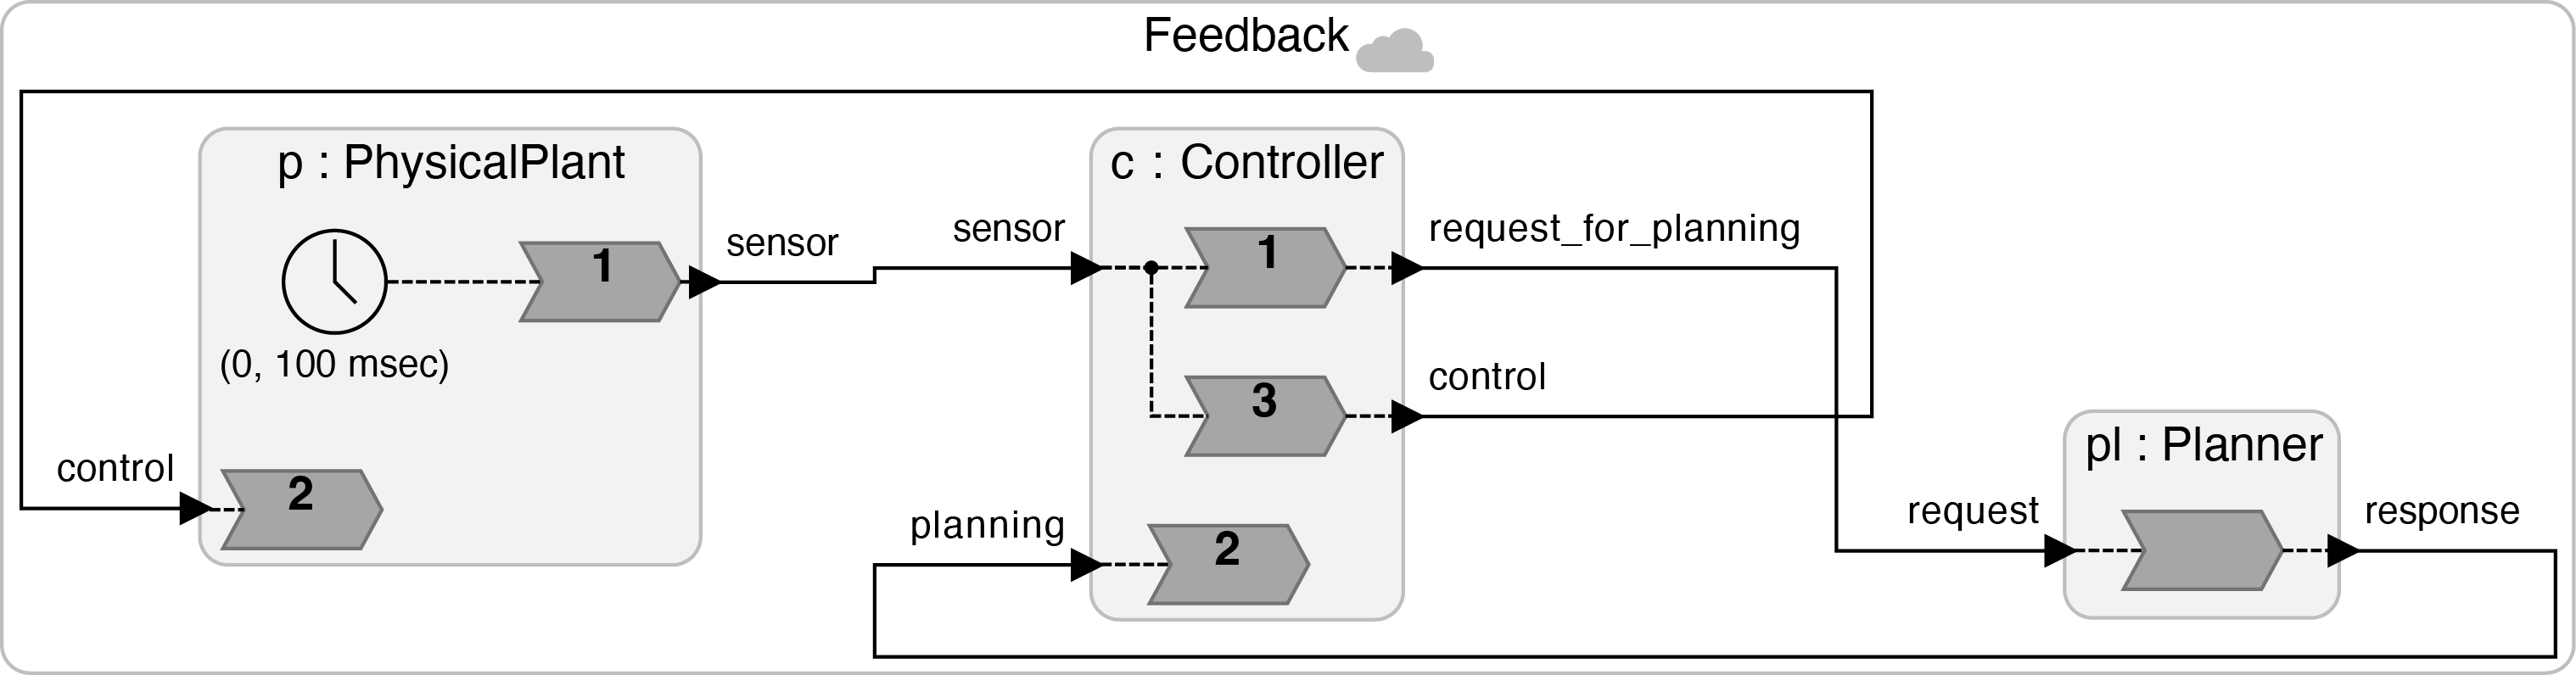 Feedback
p : PhysicalPlant
1
sensor
(0, 100 msec)
control
2
c : Controller
sensor
1
request_for_planning
3
control
planning
2
pl : Planner
request
response